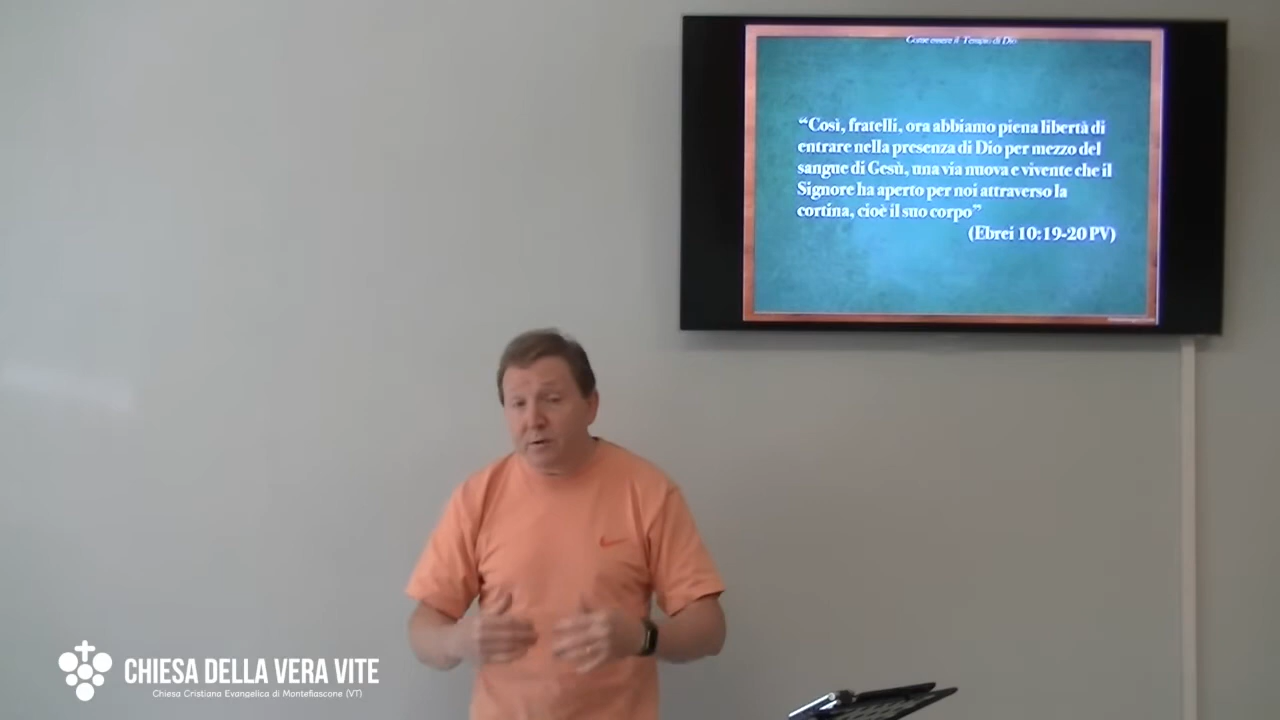 Come essere il Tempio di Dio
“Così, fratelli, ora abbiamo piena libertà di
entrare nella presenza di Dio per mezzo del
sangue di Gesù, una via nuova e vivente che il
Signore ha aperto per noi attraverso la
cortina, cioè il suo corpo”
(Ebrei 10:19-20 PV)
CHIESA DELLA VERA VITE
Chiesa Cristiana Evangelica di Montefiascone (VT)